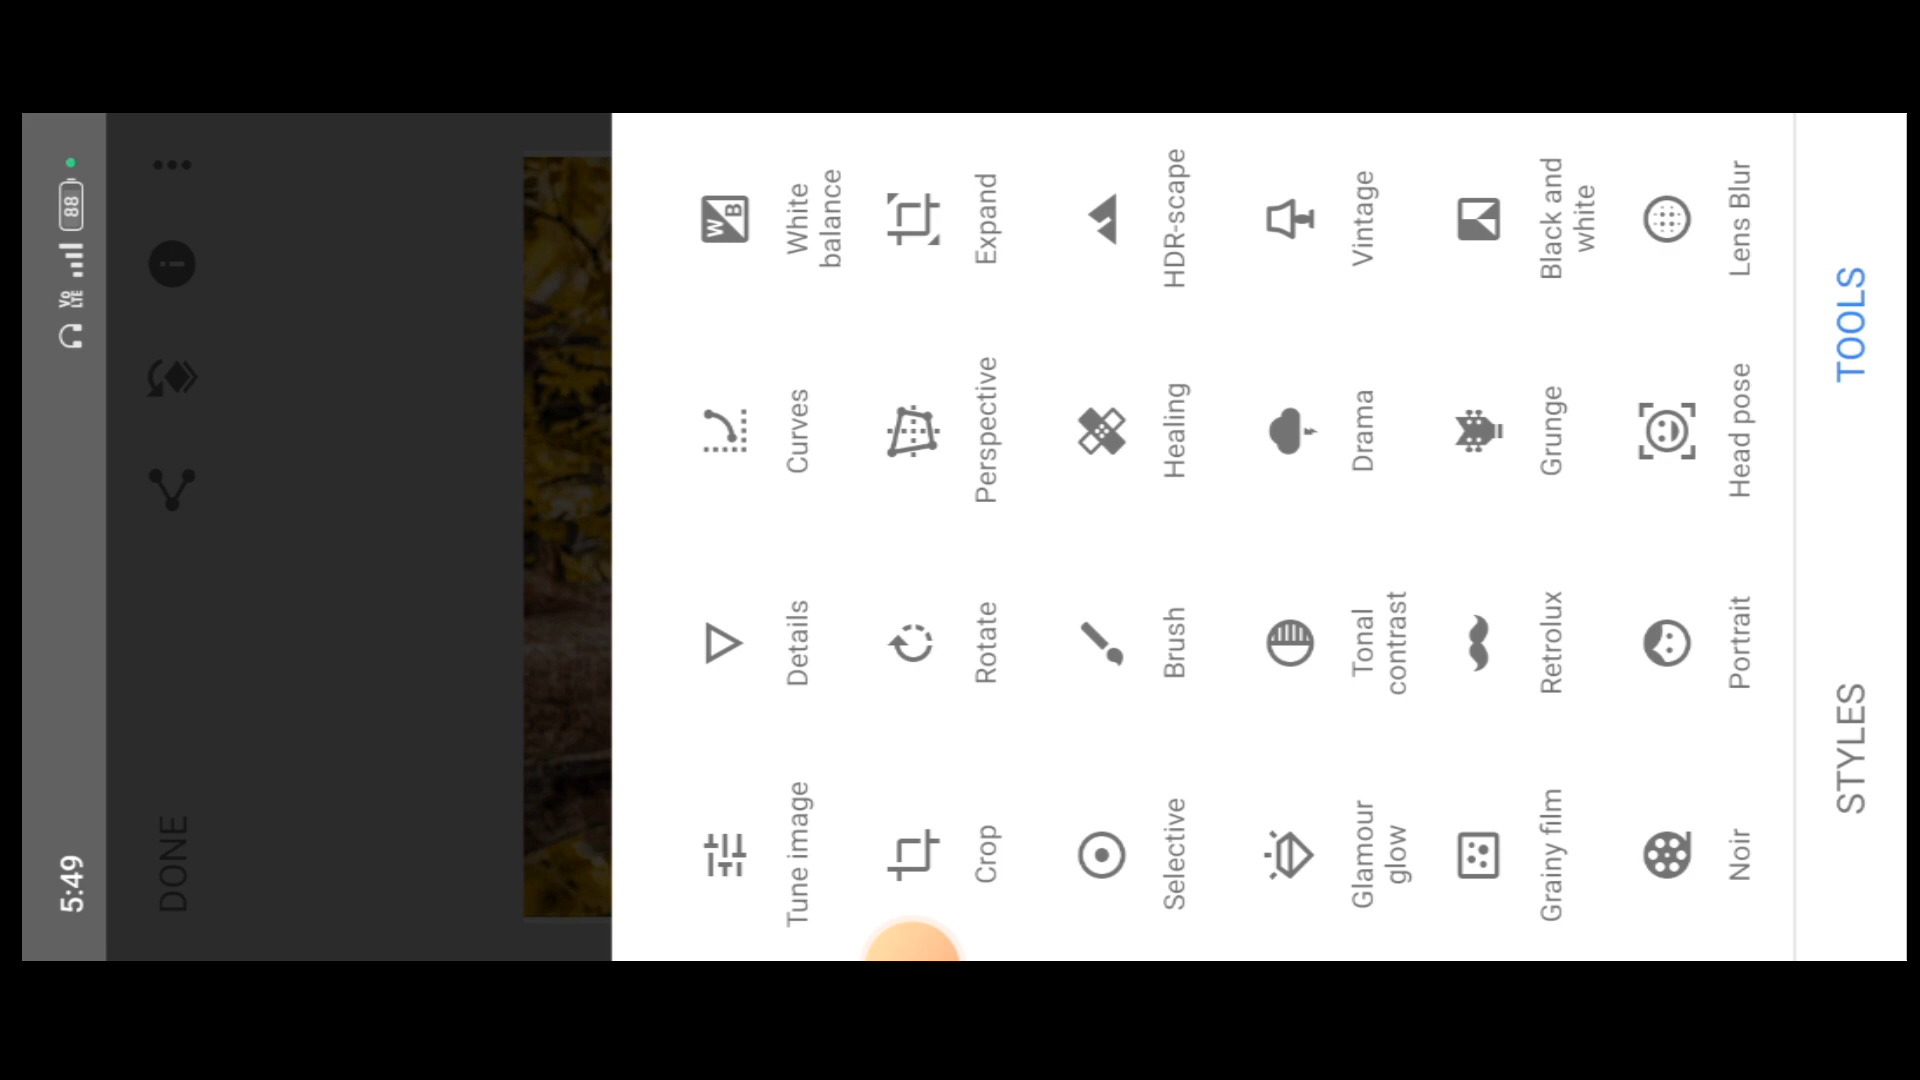 5:49
VO LTE
88
DONE
i
Tune image
Details
Curves
W B
White
balance
Crop
Rotate
Perspective
Expand
Selective
Brush
Healing
HDR-scape
Glamour
glow
Tonal
contrast
Drama
Vintage
Grainy film
Retrolux
Grunge
Black and
white
Noir
Portrait
Head pose
Lens Blur
STYLES
TOOLS